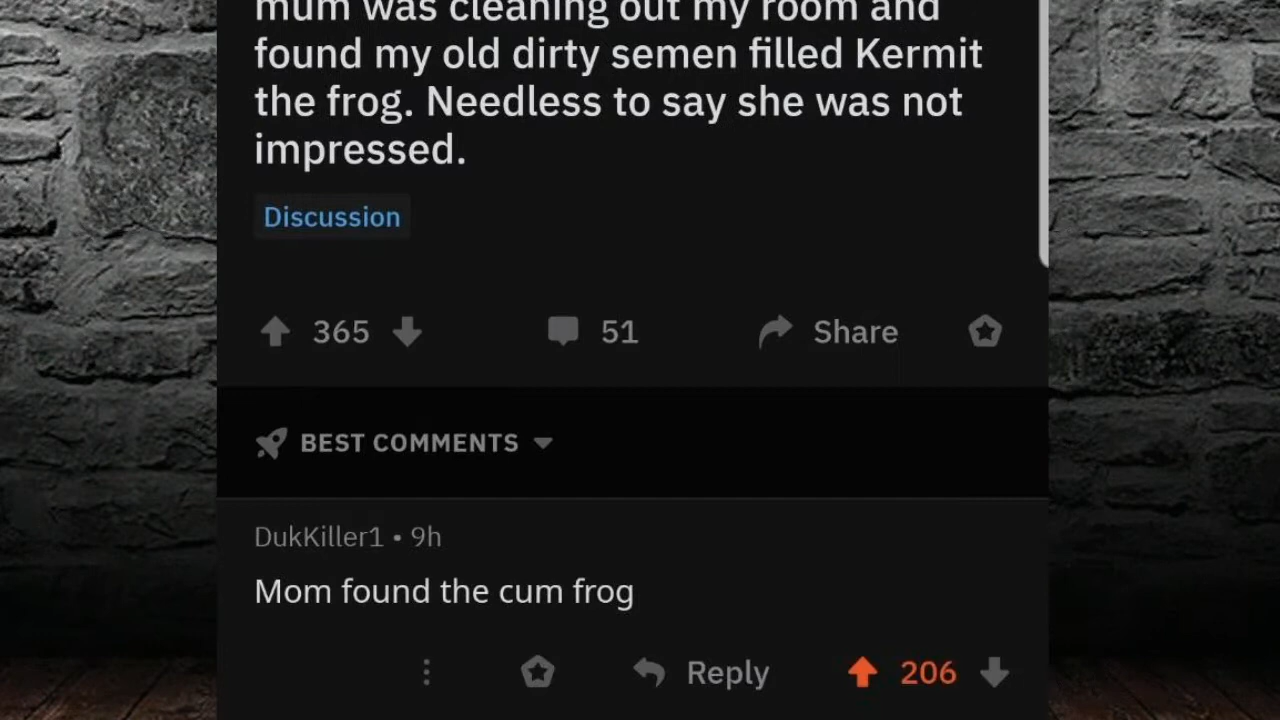 mum was cleaning out my room and
found my old dirty semen filled Kermit
the frog. Needless to say she was not
impressed.
Discussion
365
51
Share
BEST COMMENTS
DukKiller1 • 9h
Mom found the cum frog
Reply
206